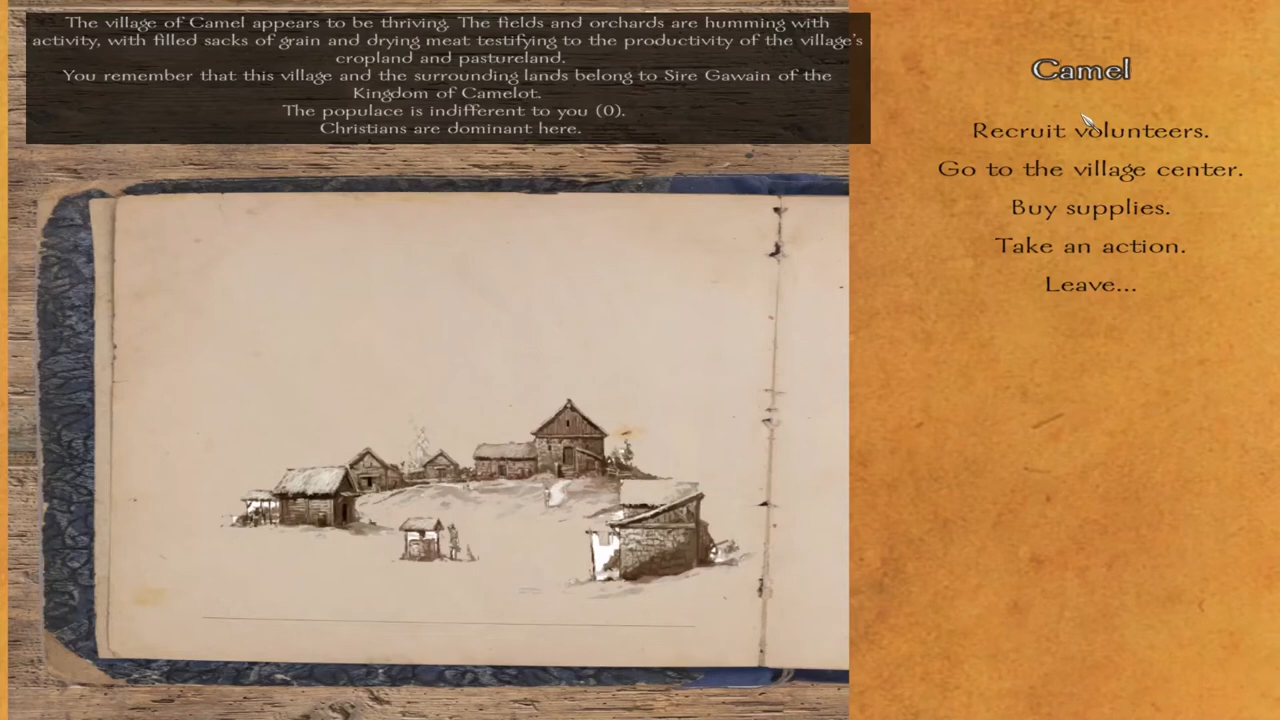 The village of Camel appears to be thriving. The fields and orchards are humming with
activity, with filled sacks of grain and drying meat testifying to the productivity of the village's
cropland and pastureland.
You remember that this village and the surrounding lands belong to Sire Gawain of the
Kingdom of Camelot.
The populace is indifferent to you (0).
Christians are dominant here.
Camel
Recruit volunteers.
Go to the village center.
Buy supplies.
Take an action.
Leave...